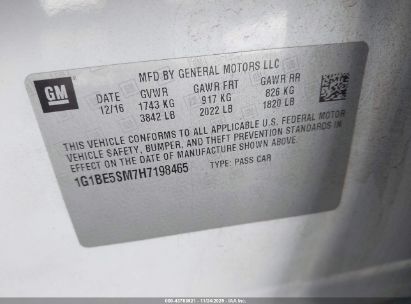 GM
MFD BY GENERAL MOTORS LLC
DATE GVWR GAWR FRT GAWR RR
12/16 1743 KG 917 KG 826 KG
3842 LB 2022 LB 1820 LB
THIS VEHICLE CONFORMS TO ALL APPLICABLE U.S. FEDERAL MOTOR
VEHICLE SAFETY, BUMPER, AND THEFT PREVENTION STANDARDS IN
EFFECT ON THE DATE OF MANUFACTURE SHOWN ABOVE.
1G1BE5SM7H7198465 TYPE: PASS CAR